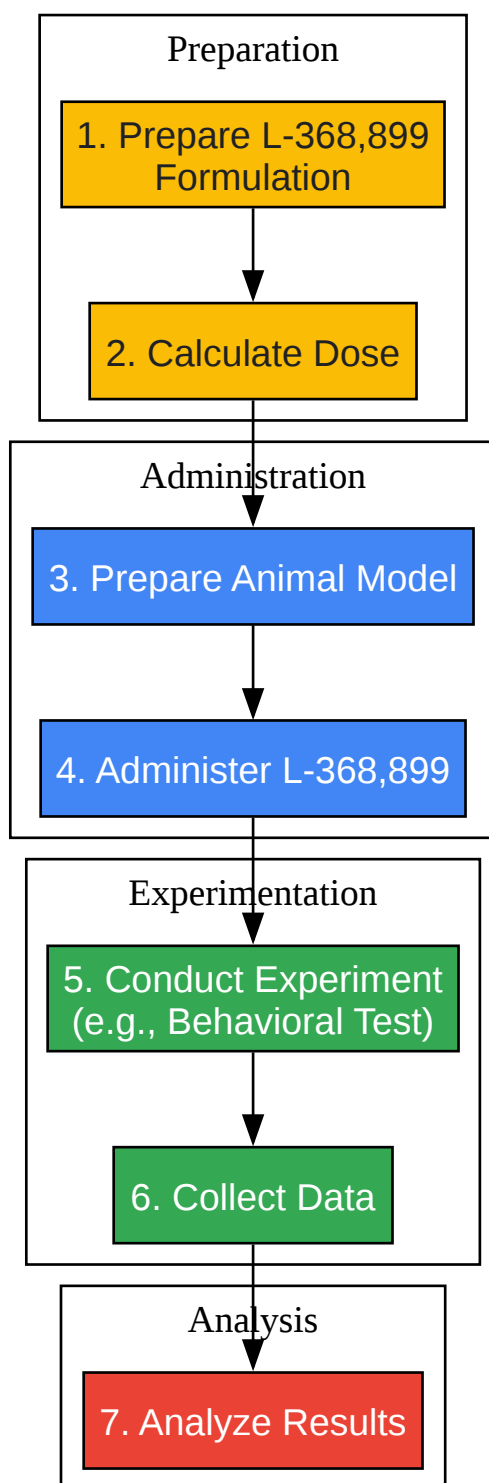 Preparation
1. Prepare L-368,899
Formulation
2. Calculate Dose
Administration
3. Prepare Animal Model
4. Administer L-368,899
Experimentation
5. Conduct Experiment
(e.g., Behavioral Test)
6. Collect Data
Analysis
7. Analyze Results